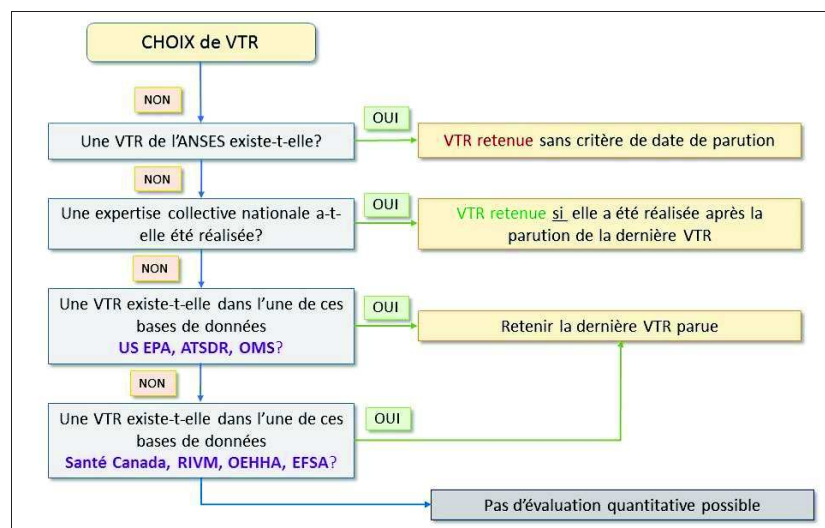 CHOIX de VTR
NON
OUI
Une VTR de l'ANSES existe-t-elle?
VTR retenue sans critère de date de parution
NON
OUI
Une expertise collective nationale a-t-
elle été réalisée?
VTR retenue si elle a été réalisée après la
parution de la dernière VTR
NON
OUI
Une VTR existe-t-elle dans l'une de ces
bases de données
US EPA, ATSDR, OMS?
Retenir la dernière VTR parue
NON
OUI
Une VTR existe-t-elle dans l'une de ces
bases de données
Santé Canada, RIVM, OEHHA, EFSA?
Pas d'évaluation quantitative possible